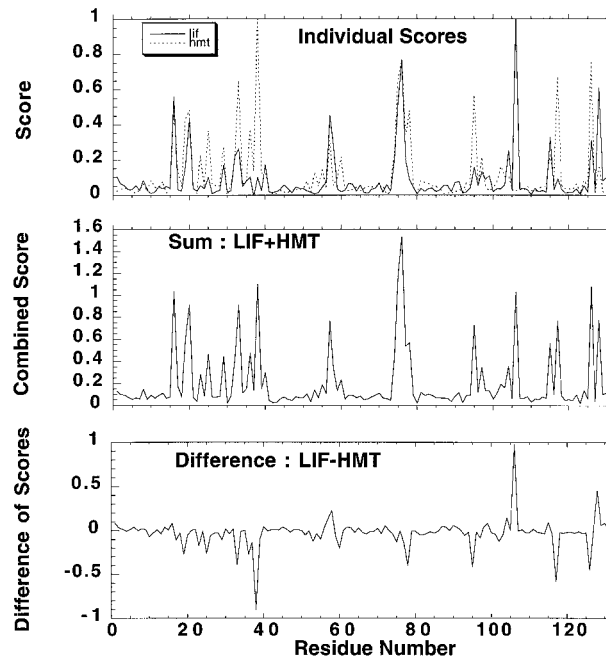 lif
hmt
Individual Scores
Score
1
0.8
0.6
0.4
0.2
0
Sum : LIF+HMT
Combined Score
1.6
1.4
1.2
1
0.8
0.6
0.4
0.2
0
Difference : LIF-HMT
Difference of Scores
1
0.5
0
-0.5
-1
0 20 40 60 80 100 120
Residue Number